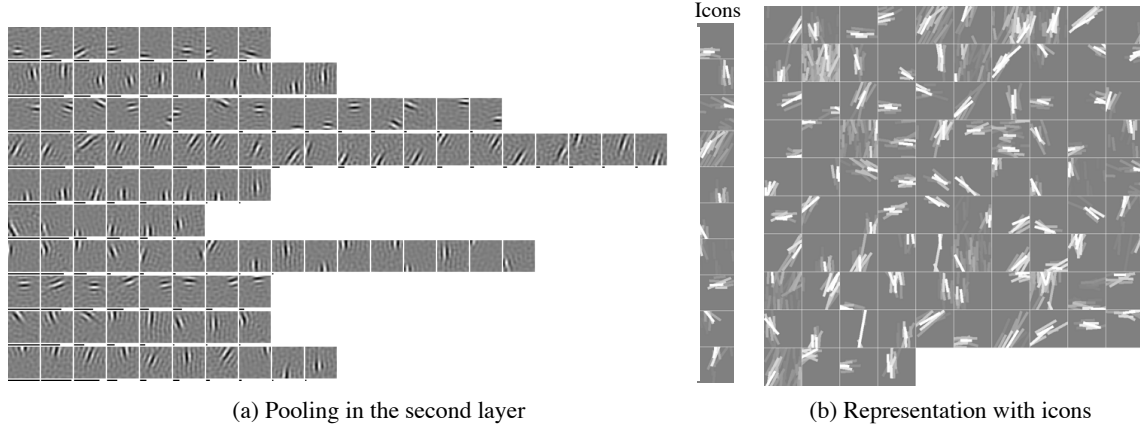 Icons
(a) Pooling in the second layer
(b) Representation with icons